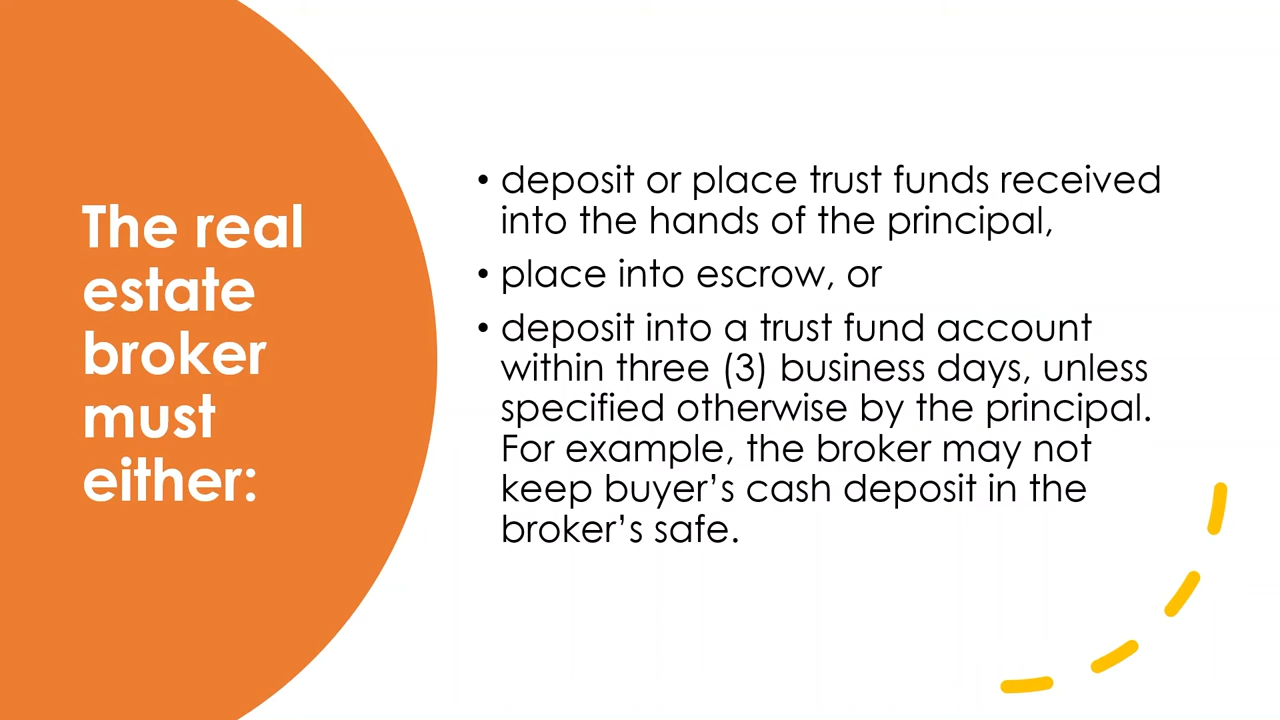 The real
estate
broker
must
either:
• deposit or place trust funds received
into the hands of the principal,
• place into escrow, or
• deposit into a trust fund account
within three (3) business days, unless
specified otherwise by the principal.
For example, the broker may not
keep buyer’s cash deposit in the
broker’s safe.